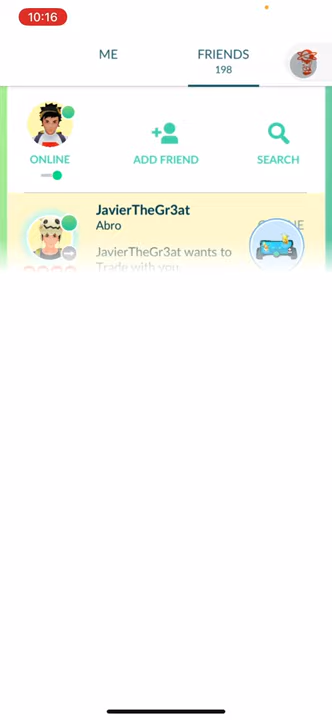 10:16
ME
FRIENDS
198
ONLINE
ADD FRIEND
SEARCH
JavierTheGr3at
Abro
JavierTheGr3at wants to
Trade with you